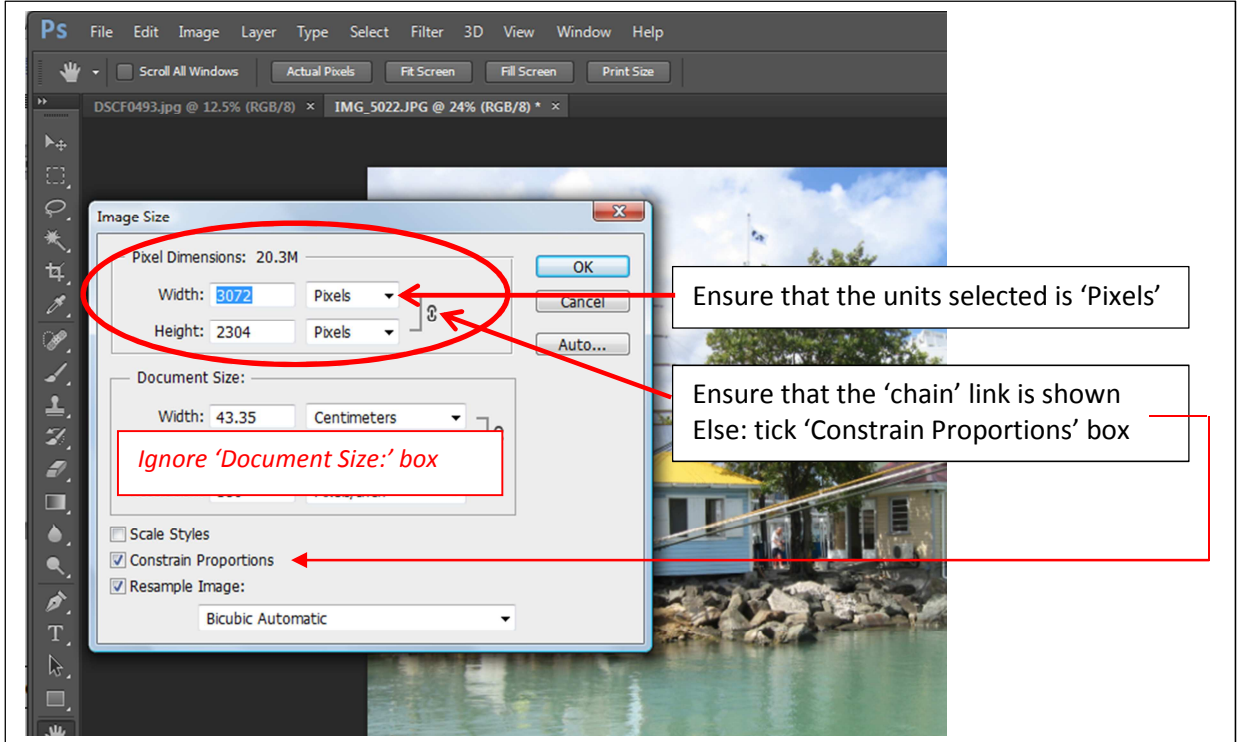 Ps File Edit Image Layer Type Select Filter 3D View Window Help
Scroll All Windows Actual Pixels Fit Screen Fill Screen Print Size
DSCF0493.jpg @ 12.5% (RGB/8) × IMG_5022.JPG @ 24% (RGB/8) * ×
Image Size
Pixel Dimensions: 20.3M
Width: 3072 Pixels
Height: 2304 Pixels
OK
Cancel
Auto...
Ensure that the units selected is ‘Pixels’
Ensure that the ‘chain’ link is shown
Else: tick ‘Constrain Proportions’ box
Document Size:
Width: 43.35 Centimeters
Ignore ‘Document Size:’ box
Scale Styles
Constrain Proportions
Resample Image:
Bicubic Automatic